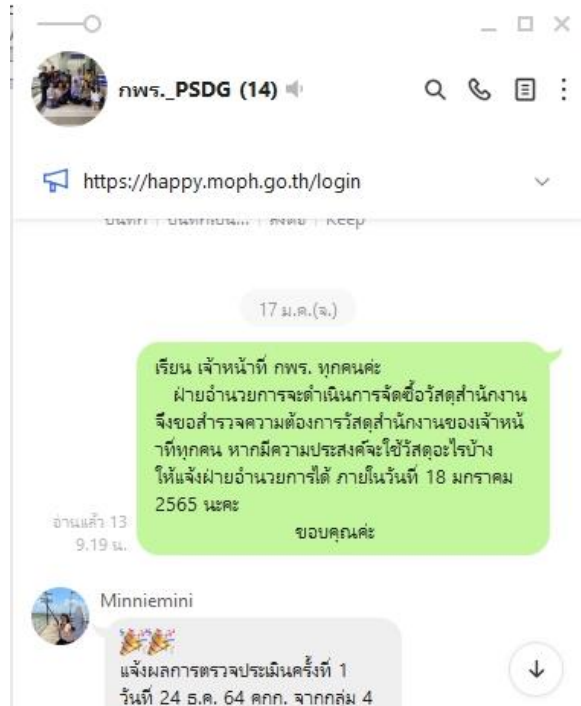 กพร._PSDG (14)
https://happy.moph.go.th/login
Keep
17 ม.ค.(จ.)
เรียน เจ้าหน้าที่ กพร. ทุกคนค่ะ
ฝ่ายอำนวยการจะดำเนินการจัดซื้อวัสดุสำนักงาน
จึงขอสำรวจความต้องการวัสดุสำนักงานของเจ้าหน้
าที่ทุกคน หากมีความประสงค์จะใช้วัสดุอะไรบ้าง
ให้แจ้งฝ่ายอำนวยการได้ ภายในวันที่ 18 มกราคม
2565 นะคะ
ขอบคุณค่ะ
อ่านแล้ว 13
9.19 น.
Minniemini
🎉🎉
แจ้งผลการตรวจประเมินครั้งที่ 1
วันที่ 24 ธ.ค. 64 คกก. จากกลุ่ม 4